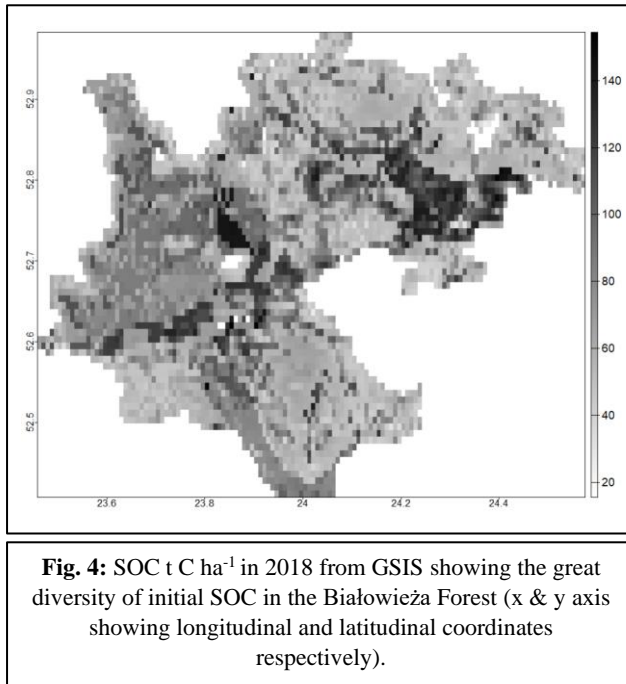 52.9
52.8
52.7
52.6
52.5
23.6 23.8 24 24.2 24.4
140
120
100
80
60
40
20
Fig. 4: SOC t C ha⁻¹ in 2018 from GSIS showing the great
diversity of initial SOC in the Białowieża Forest (x & y axis
showing longitudinal and latitudinal coordinates
respectively).